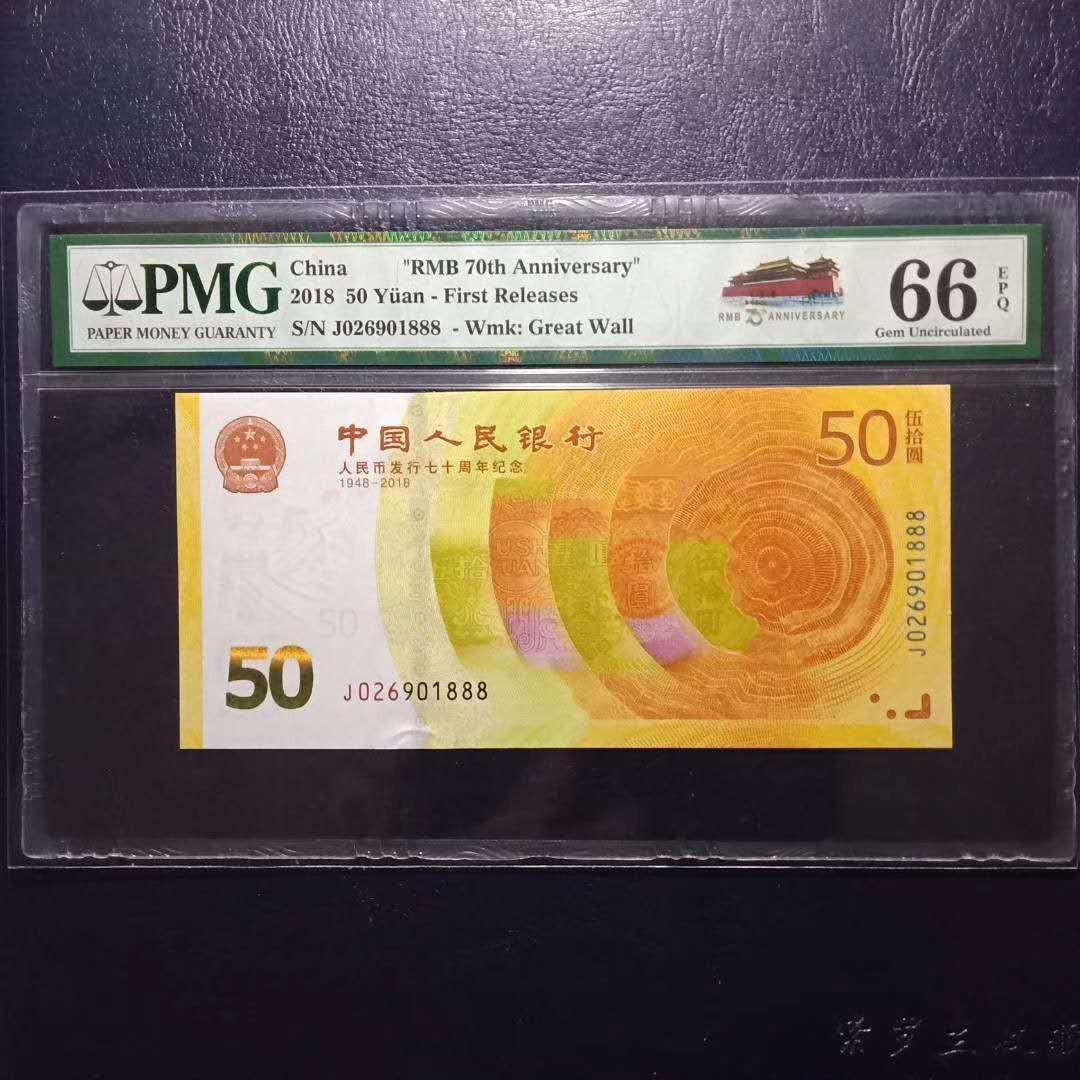 PMG
PAPER MONEY GUARANTY
China "RMB 70th Anniversary"
2018 50 Yüan - First Releases
S/N J026901888 - Wmk: Great Wall
RMB 70th ANNIVERSARY
66 EPQ
Gem Uncirculated
中国人民银行
人民币发行七十周年纪念
1948-2018
50 伍拾圆
J026901888
50
50
J026901888